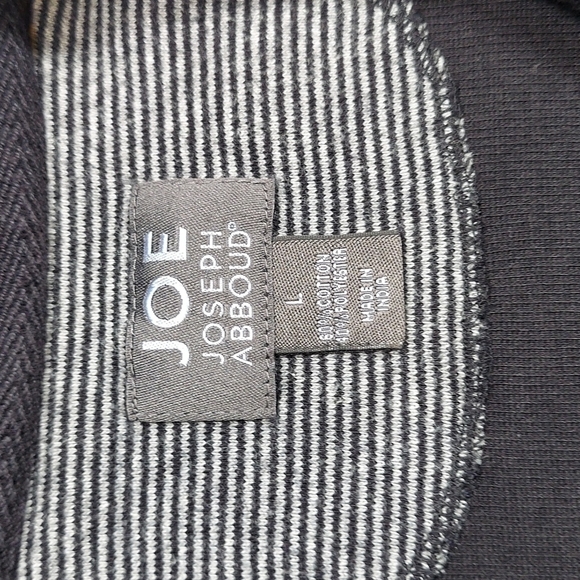 JOE
JOSEPH
ABBOUD®
L
60% COTTON
40% POLYESTER
MADE IN
INDIA